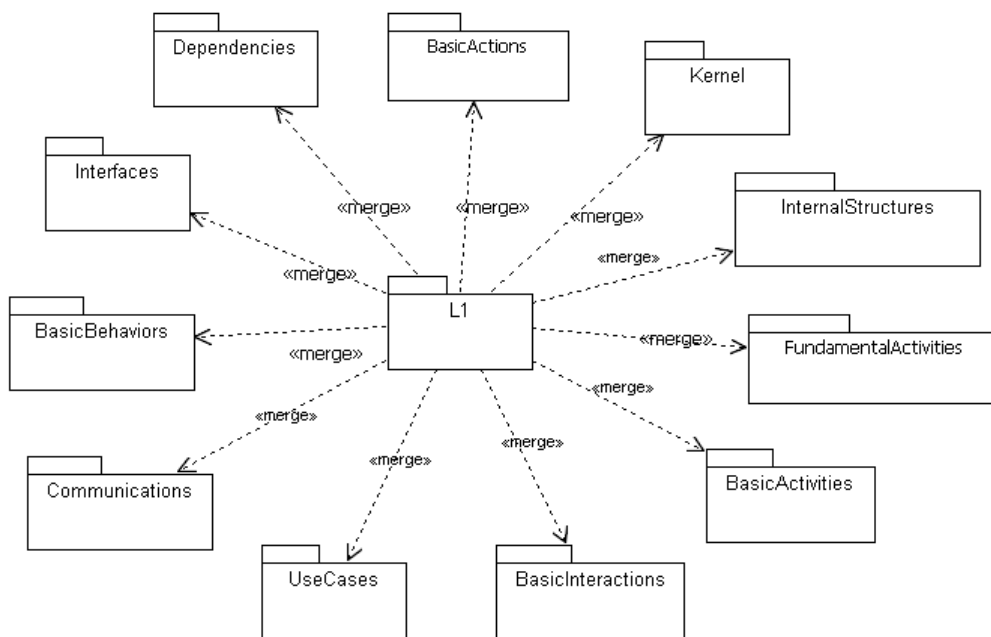 Dependencies
BasicActions
Kernel
Interfaces
InternalStructures
«merge»
«merge»
«merge»
«merge»
«merge»
L1
BasicBehaviors
«merge»
«merge»
FundamentalActivities
«merge»
«merge»
«merge»
«merge»
Communications
BasicActivities
UseCases
BasicInteractions